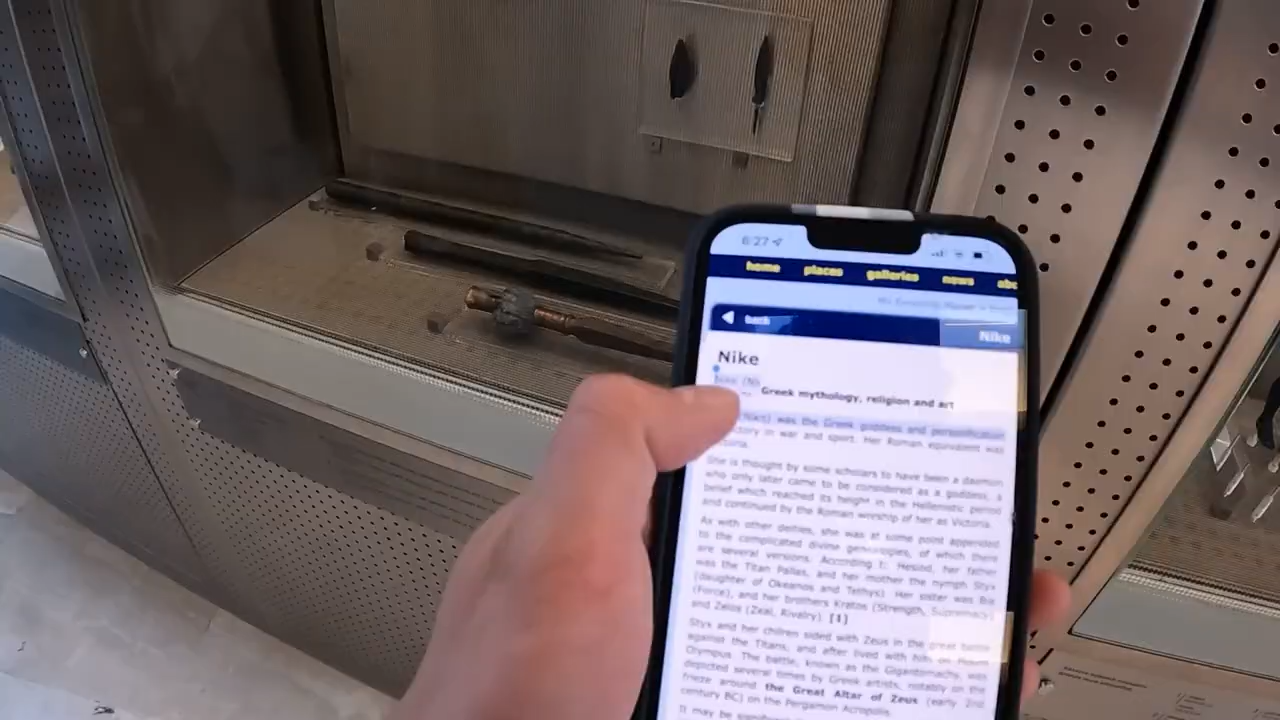 6:27
home places galleries news abo
back Nike
Nike
Greek mythology, religion and art
was the Greek goddess and personification
in war and sport. Her Roman equivalent was
She is thought by some scholars to have been a daemon
who only later came to be considered as a goddess, a
belief which reached its height in the Hellenistic period
and continued by the Roman worship of her as Victoria.
As with other deities, she was at some point appended
to the complicated divine genealogies, of which there
are several versions. According t: Hesiod, her father
was the Titan Pallas, and her mother the nymph Styx
(daughter of Okeanos and Tethys). Her sister was Bia
(Force), and her brothers Kratos (Strength, Supremacy)
and Zelos (Zeal, Rivalry). [1]
Styx and her chilren sided with Zeus in the great battle
against the Titans, and after lived with him on Mount
Olympus. The battle, known as the Gigantomachy, was
depicted several times by Greek artists, notably on the
frieze around the Great Altar of Zeus (early 2nd
century BC) on the Pergamon Acropolis.
It may be